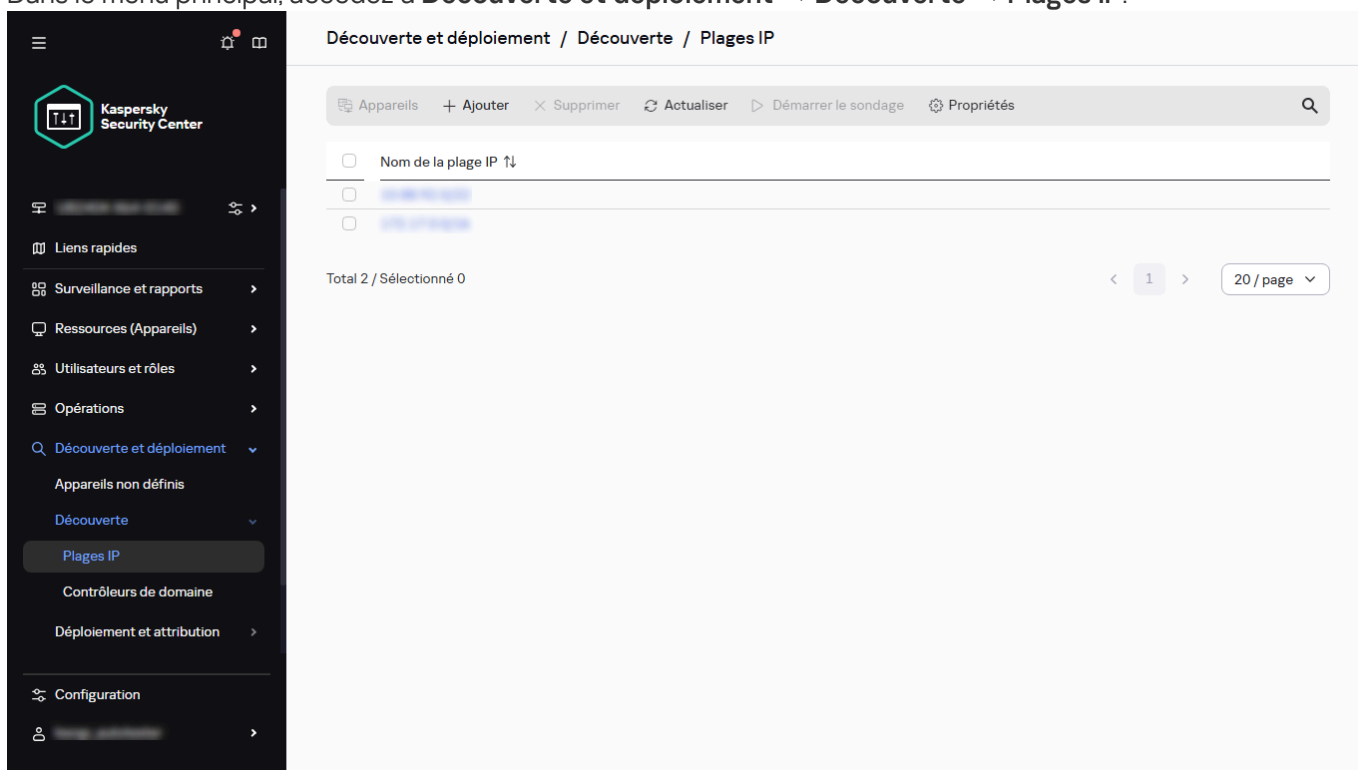 Dans le menu principal, accédez à Découverte et déploiement → Découverte → Plages IP.
Découverte et déploiement / Découverte / Plages IP
Kaspersky
Security Center
Appareils + Ajouter Supprimer Actualiser Démarrer le sondage Propriétés
Nom de la plage IP
Liens rapides
Surveillance et rapports
Ressources (Appareils)
Utilisateurs et rôles
Opérations
Découverte et déploiement
Appareils non définis
Découverte
Plages IP
Contrôleurs de domaine
Déploiement et attribution
Configuration
Total 2 / Sélectionné 0
< 1 >
20 / page